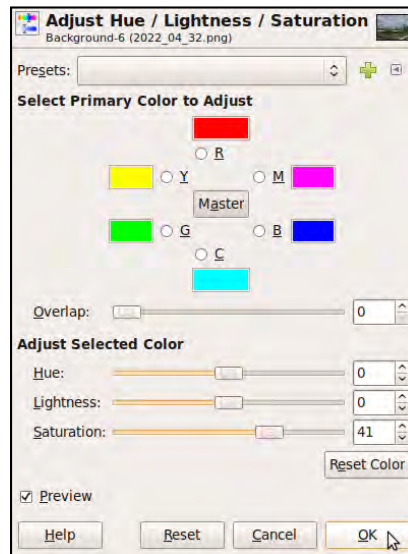 Adjust Hue / Lightness / Saturation
Background-6 (2022_04_32.png)
Presets:
Select Primary Color to Adjust
R
Y M
Master
G B
C
Overlap: 0
Adjust Selected Color
Hue: 0
Lightness: 0
Saturation: 41
Reset Color
Preview
Help Reset Cancel OK